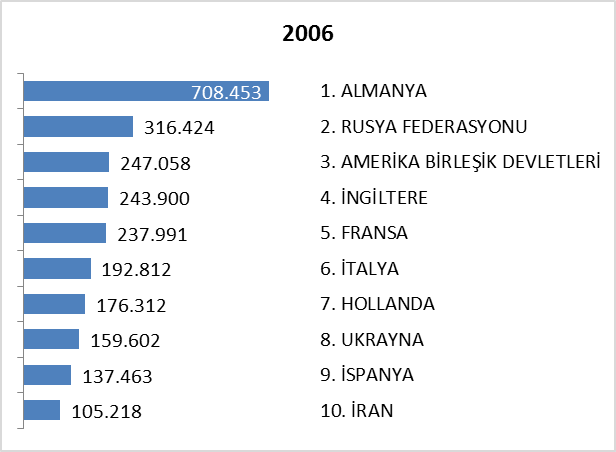 2006
708.453 1. ALMANYA
316.424 2. RUSYA FEDERASYONU
247.058 3. AMERİKA BİRLEŞİK DEVLETLERİ
243.900 4. İNGİLTERE
237.991 5. FRANSA
192.812 6. İTALYA
176.312 7. HOLLANDA
159.602 8. UKRAYNA
137.463 9. İSPANYA
105.218 10. İRAN